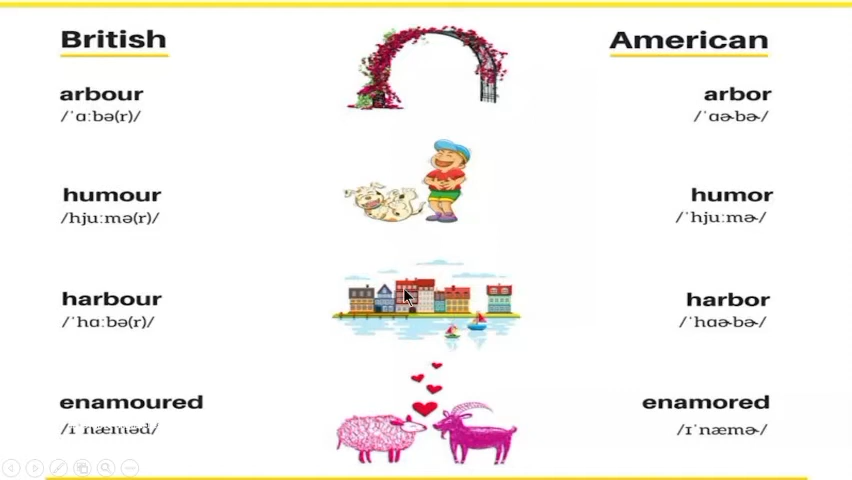 British American
arbour arbor
/ˈɑːbə(r)/ /ˈɑɚbɚ/
humour humor
/hjuːmə(r)/ /ˈhjuːmɚ/
harbour harbor
/ˈhɑːbə(r)/ /ˈhɑɚbɚ/
enamoured enamored
/ɪˈnæməd/ /ɪˈnæmɚ/